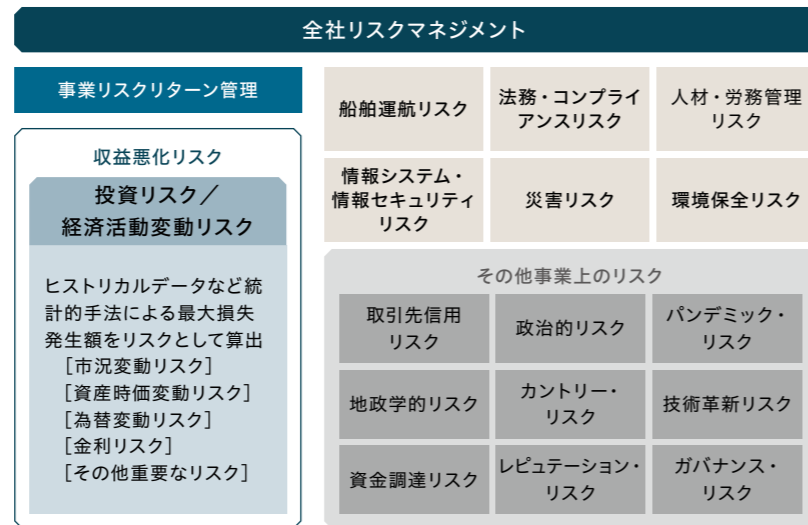 全社リスクマネジメント
事業リスクリターン管理
収益悪化リスク
投資リスク／
経済活動変動リスク
ヒストリカルデータなど統
計的手法による最大損失
発生額をリスクとして算出
［市況変動リスク］
［資産時価変動リスク］
［為替変動リスク］
［金利リスク］
［その他重要なリスク］
船舶運航リスク
法務・コンプライ
アンスリスク
人材・労務管理
リスク
情報システム・
情報セキュリティ
リスク
災害リスク
環境保全リスク
その他事業上のリスク
取引先信用
リスク
政治的リスク
パンデミック・
リスク
地政学的リスク
カントリー・
リスク
技術革新リスク
資金調達リスク
レピュテーション・
リスク
ガバナンス・
リスク